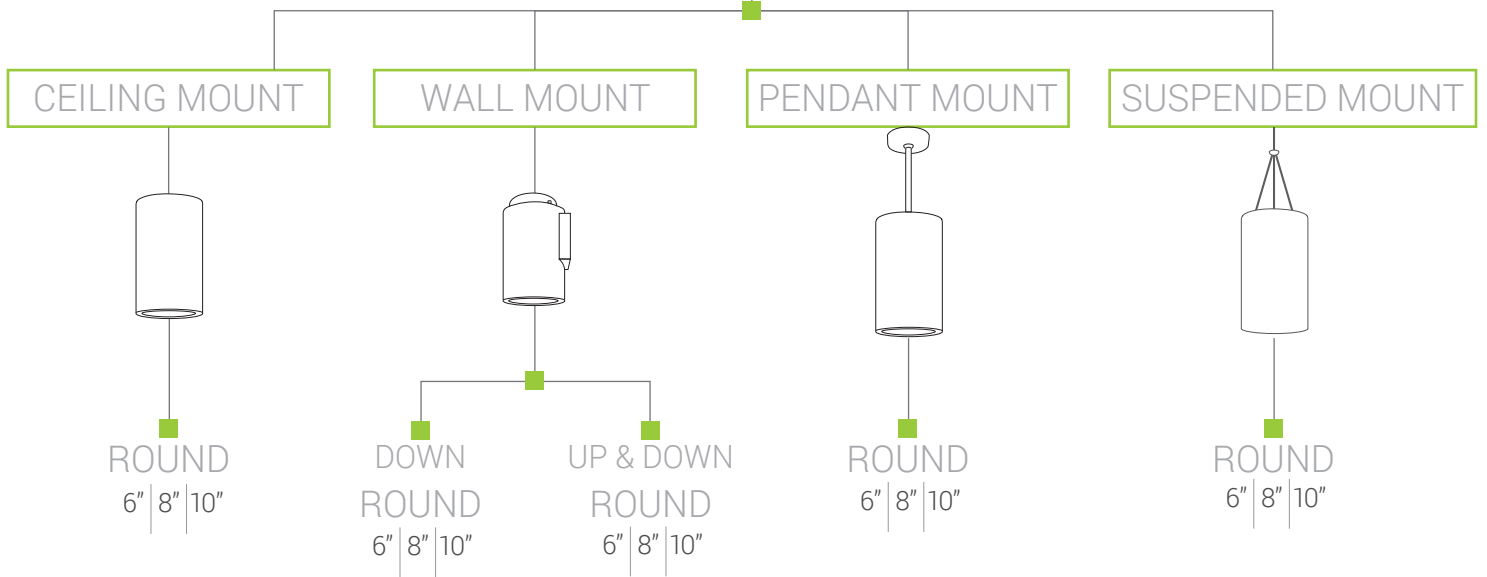 CEILING MOUNT
WALL MOUNT
PENDANT MOUNT
SUSPENDED MOUNT
ROUND
6” 8” 10”
DOWN
ROUND
6” 8” 10”
UP & DOWN
ROUND
6” 8” 10”
ROUND
6” 8” 10”
ROUND
6” 8” 10”